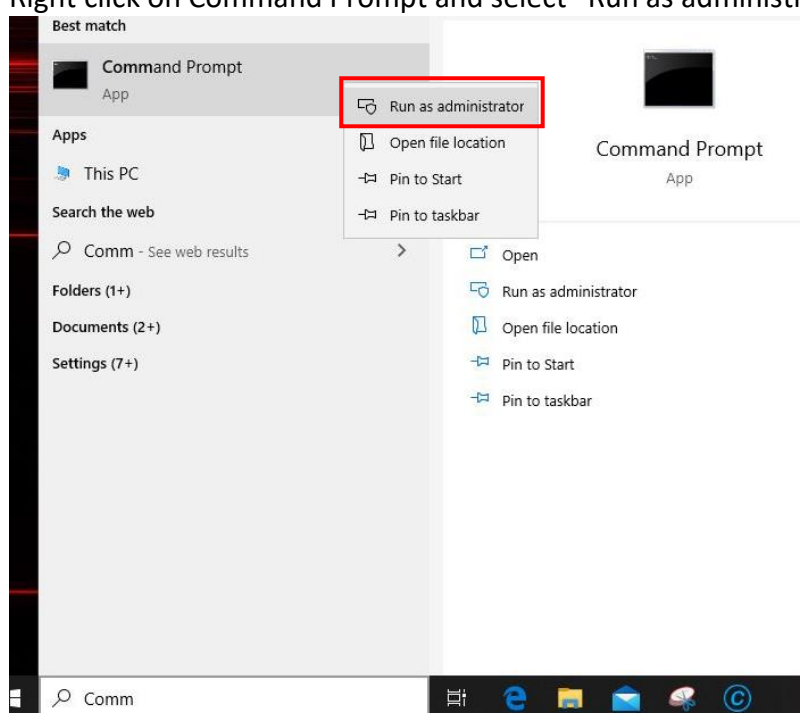 Right click on Command Prompt and select "Run as administr
Best match
Command Prompt
App
Run as administrator
Open file location
Pin to Start
Pin to taskbar
Apps
This PC
Search the web
Comm - See web results
Folders (1+)
Documents (2+)
Settings (7+)
Command Prompt
App
Open
Run as administrator
Open file location
Pin to Start
Pin to taskbar
Comm